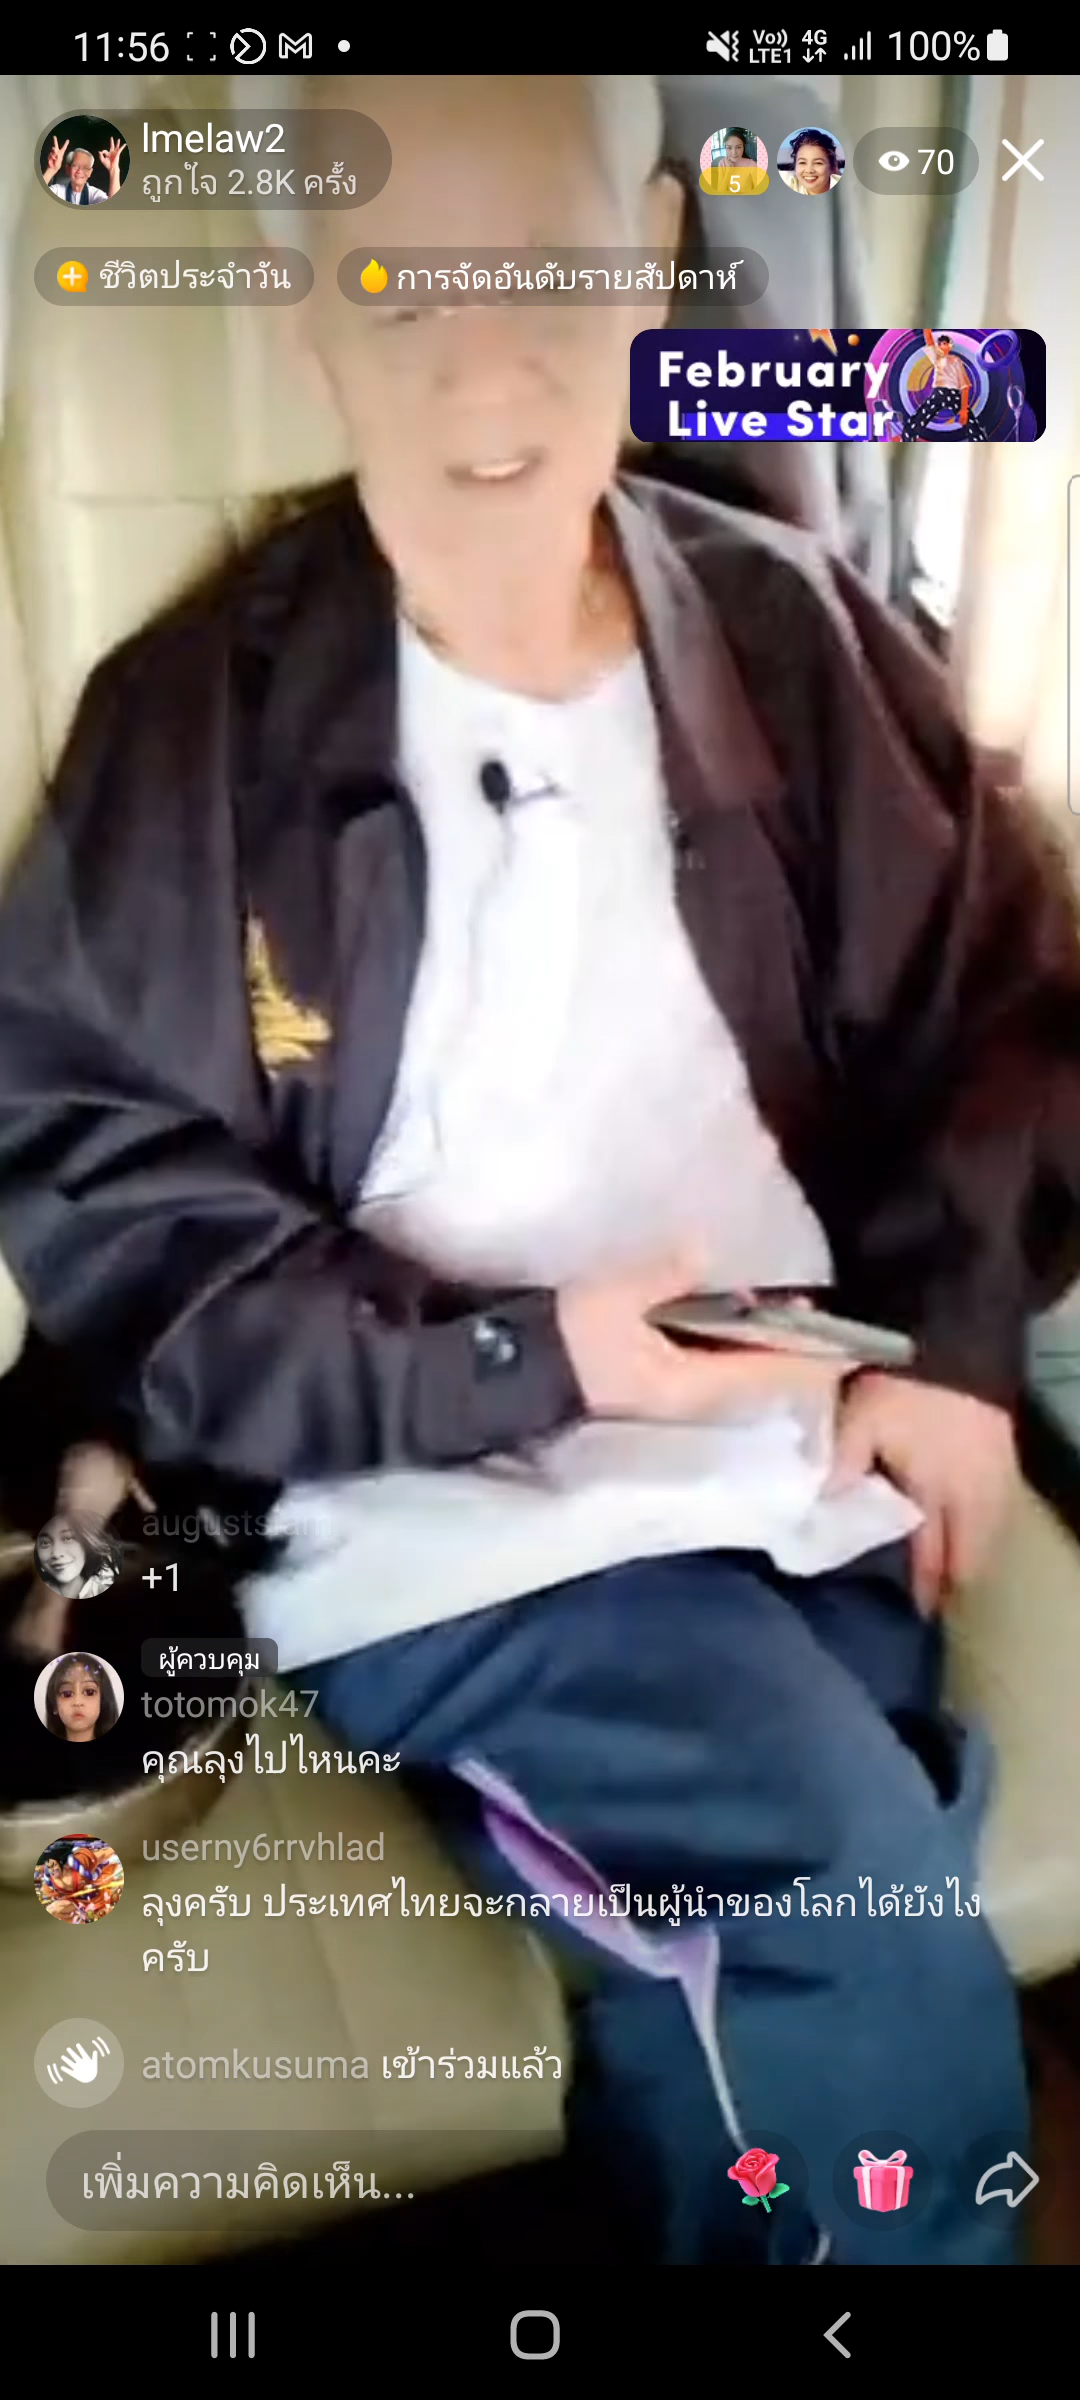 11:56
Vo)) LTE1 4G 100%
lmelaw2
ถูกใจ 2.8K ครั้ง
5
70
ชีวิตประจำวัน
การจัดอันดับรายสัปดาห์
February
Live Star
+1
ผู้ควบคุม
totomok47
คุณลุงไปไหนคะ
userny6rrvhlad
ลุงครับ ประเทศไทยจะกลายเป็นผู้นำของโลกได้ยังไง
ครับ
atomkusuma เข้าร่วมแล้ว
เพิ่มความคิดเห็น...